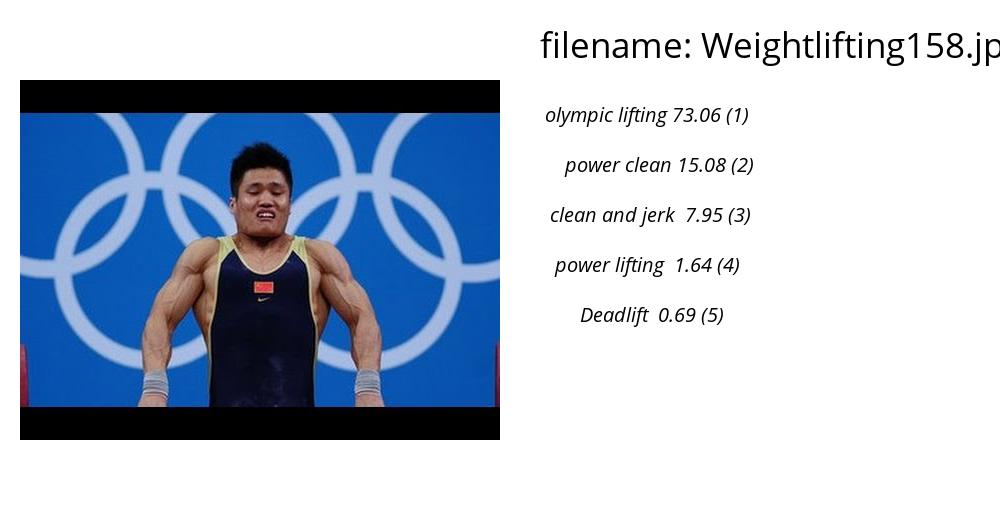 filename: Weightlifting158.jp
olympic lifting 73.06 (1)
power clean 15.08 (2)
clean and jerk 7.95 (3)
power lifting 1.64 (4)
Deadlift 0.69 (5)